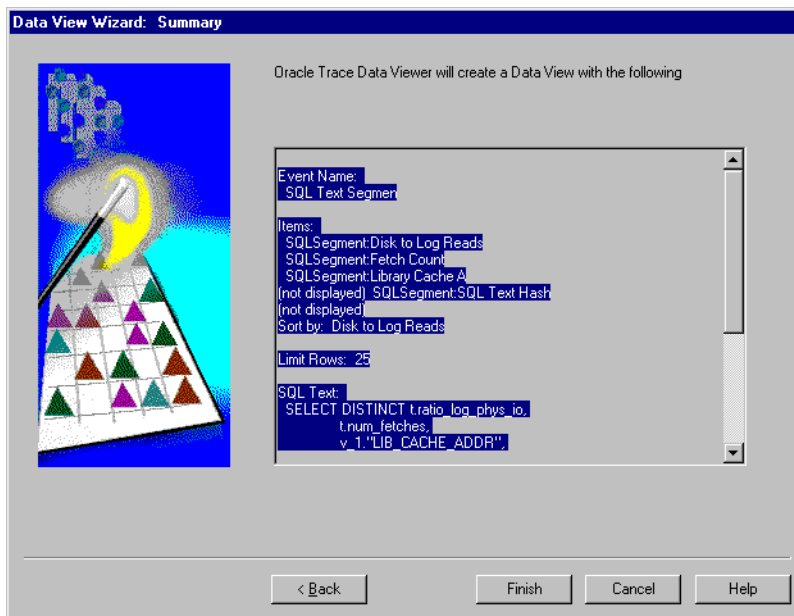 Data View Wizard:  Summary
Oracle Trace Data Viewer will create a Data View with the following
Event Name:
SQL Text Segmen
Items:
SQLSegment:Disk to Log Reads
SQLSegment:Fetch Count
SQLSegment:Library Cache A
(not displayed)  SQLSegment:SQL Text Hash
(not displayed)
Sort by:  Disk to Log Reads
Limit Rows:  25
SQL Text:
SELECT DISTINCT t.ratio_log_phys_io,
t.num_fetches,
v_1."LIB_CACHE_ADDR",
< Back
Finish
Cancel
Help